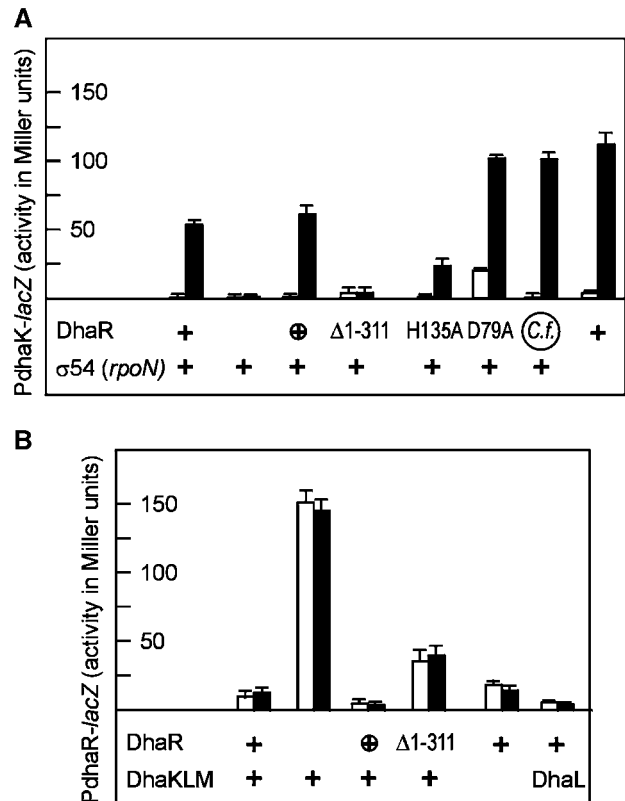 A
PdhaK-lacZ (activity in Miller units)
150
100
50
DhaR + ⊕ Δ1-311 H135A D79A C.f. +
σ54 (rpoN) + + + + + + +
B
PdhaR-lacZ (activity in Miller units)
150
100
50
DhaR + ⊕ Δ1-311 + +
DhaKLM + + + + DhaL